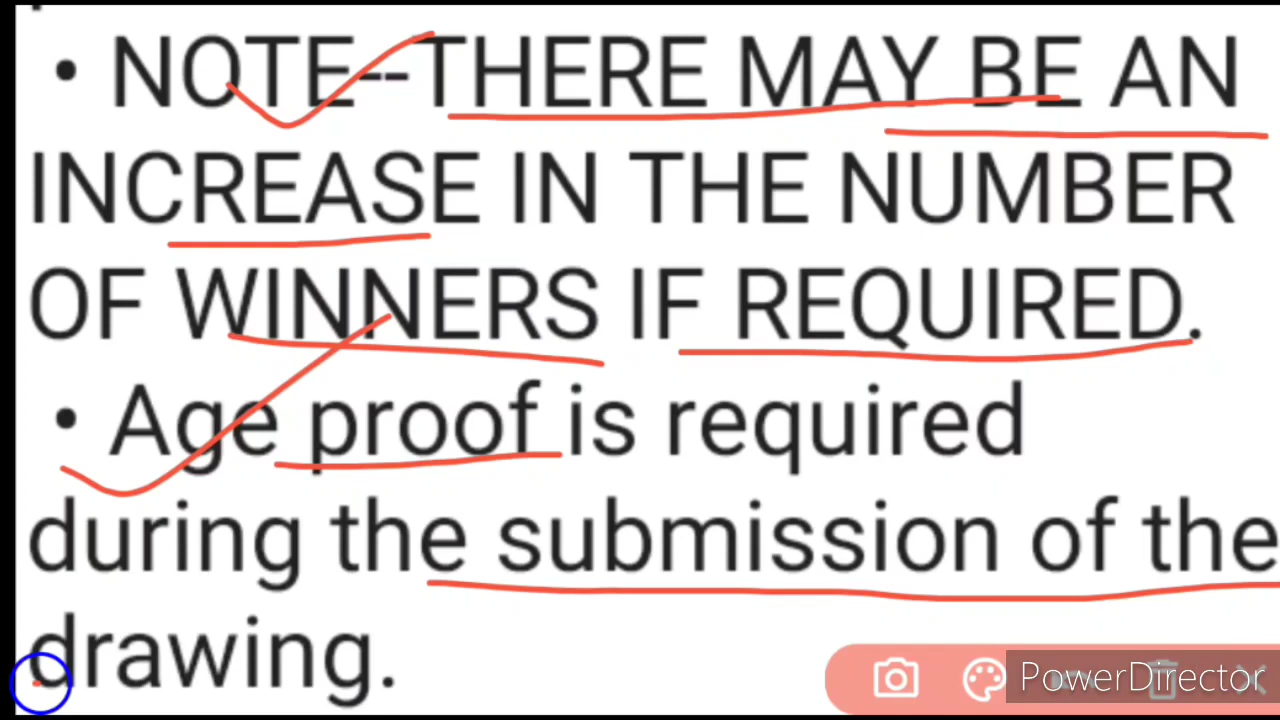 • NOTE--THERE MAY BE AN
INCREASE IN THE NUMBER
OF WINNERS IF REQUIRED.
• Age proof is required
during the submission of the
drawing.
PowerDirector